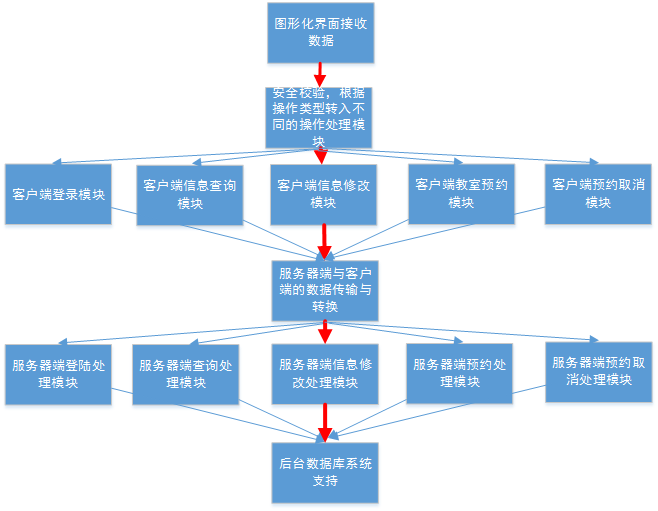 图形化界面接收
数据
安全校验，根据
操作类型转入不
同的操作处理模
块
客户端登录模块
客户端信息查询
模块
客户端信息修改
模块
客户端教室预约
模块
客户端预约取消
模块
服务器端与客户
端的数据传输与
转换
服务器端登陆处
理模块
服务器端查询处
理模块
服务器端信息修
改处理模块
服务器端预约处
理模块
服务器端预约取
消处理模块
后台数据库系统
支持